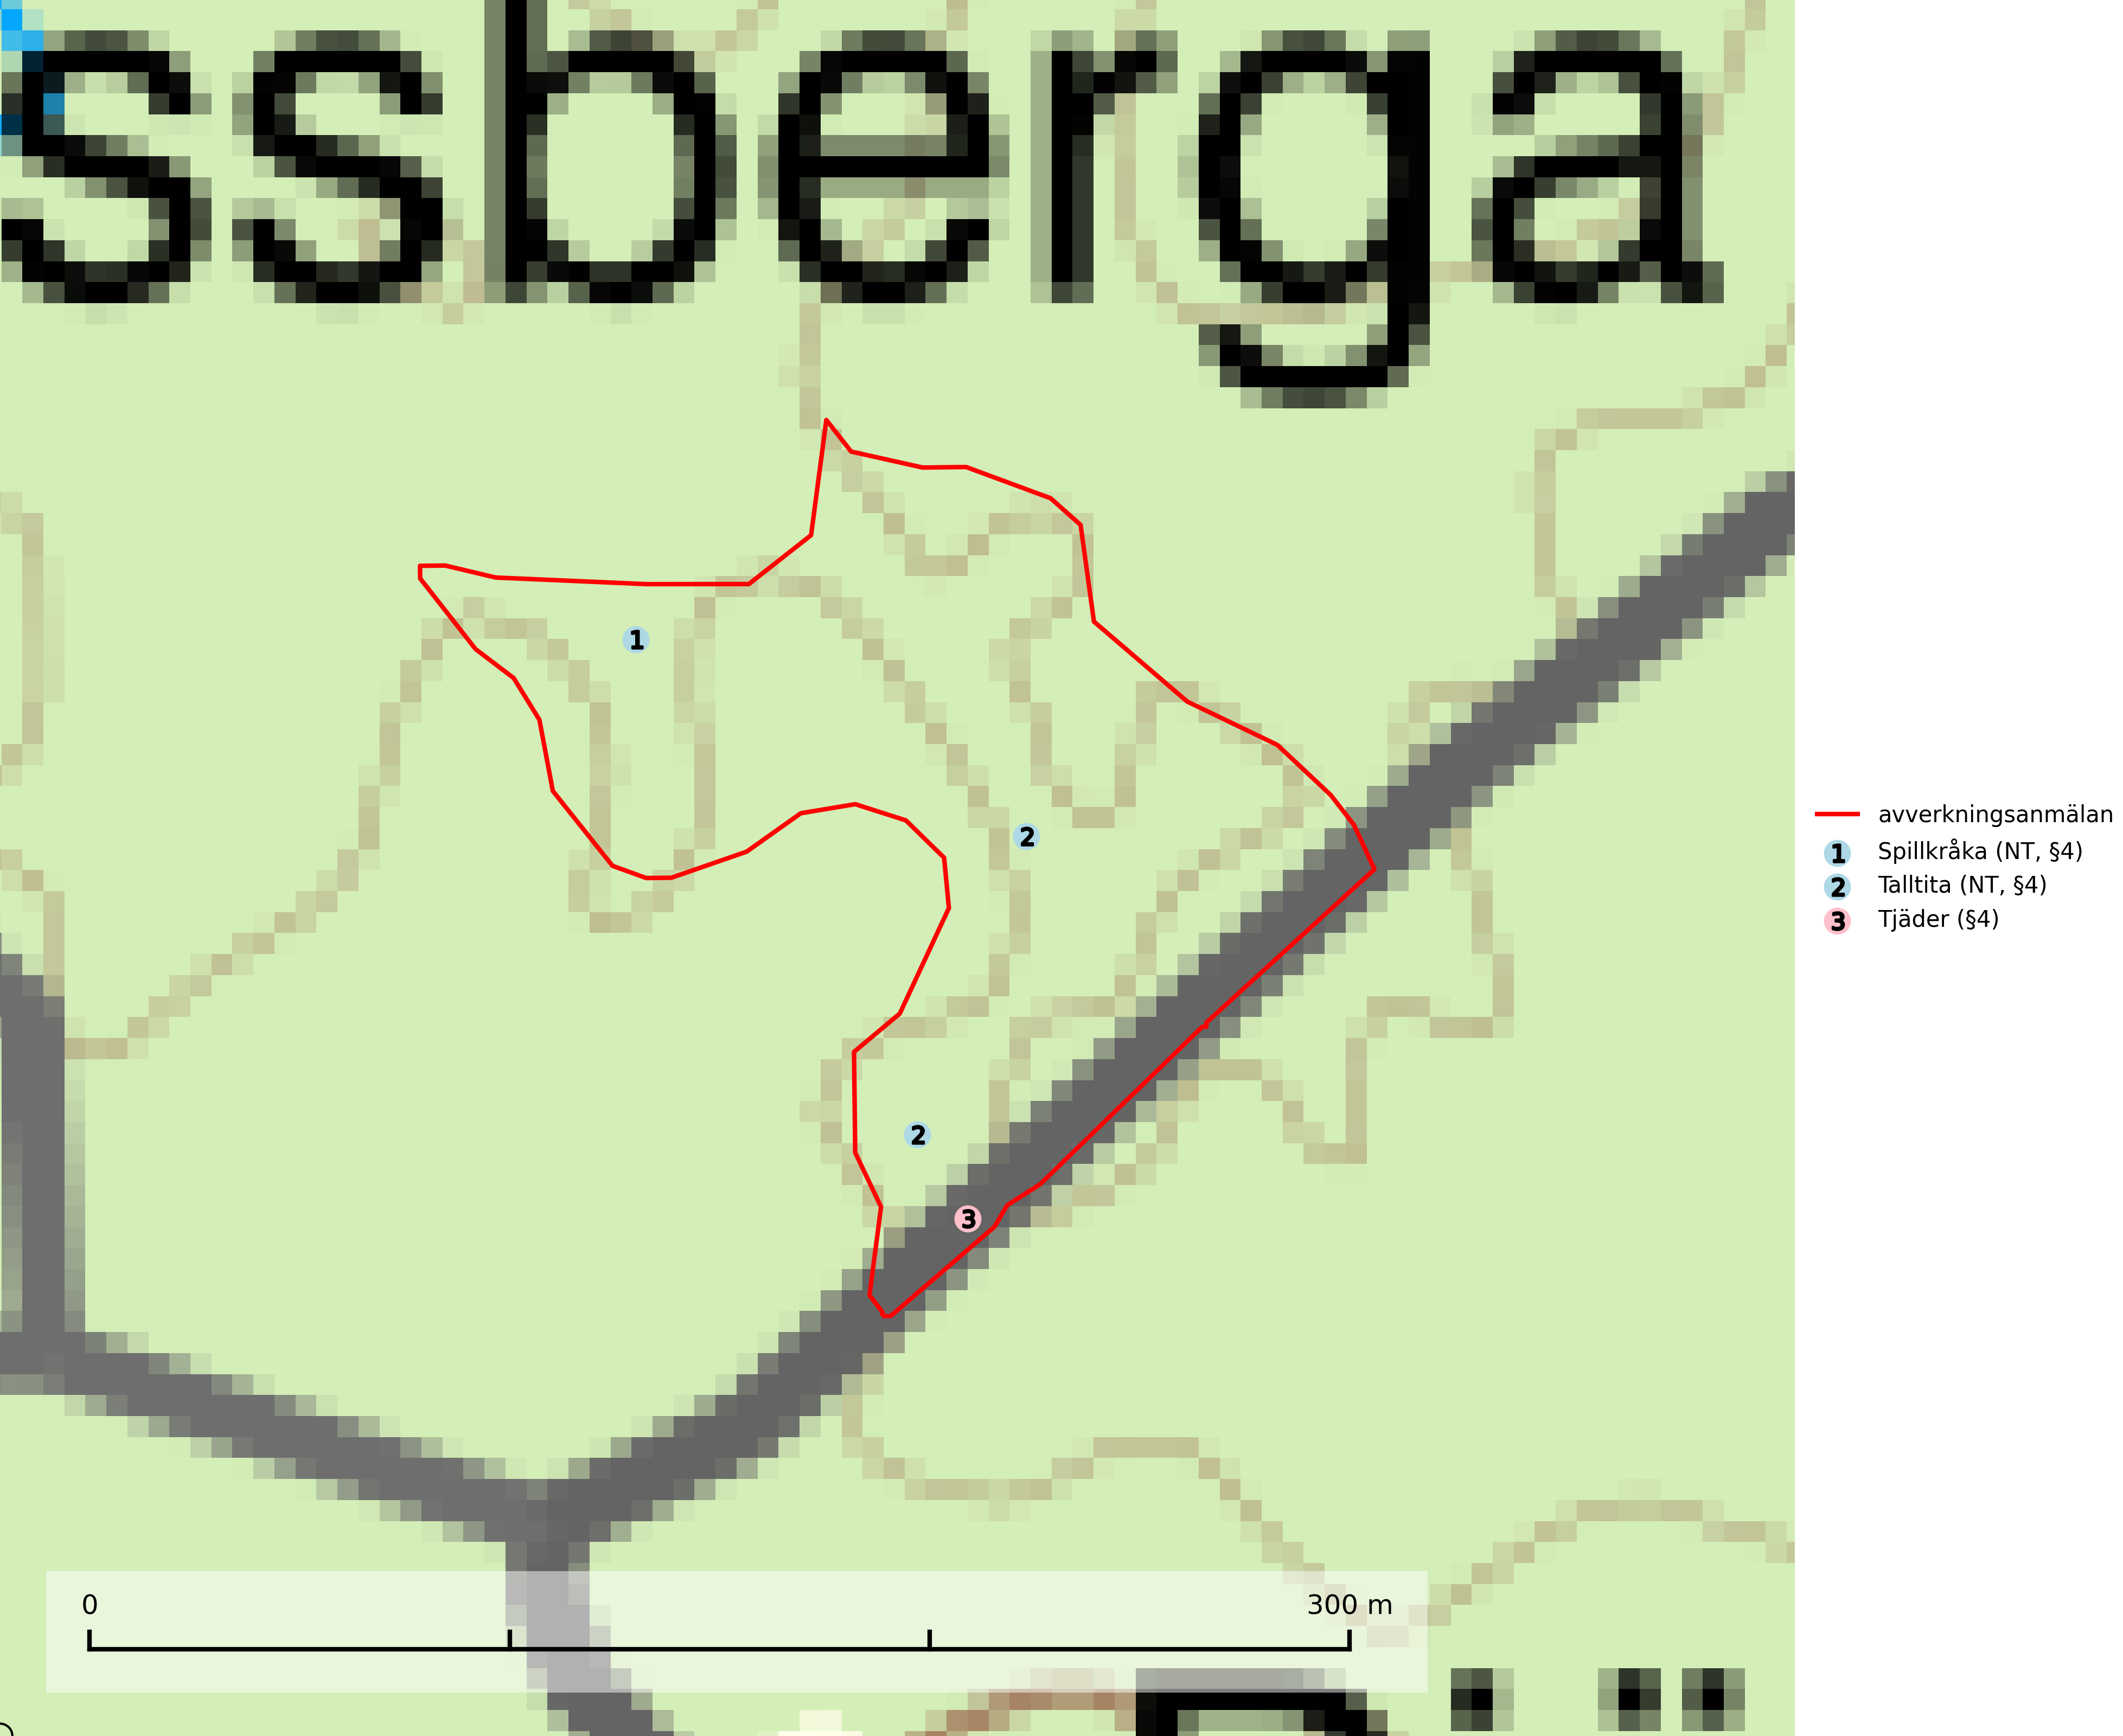 ssberga
1
2
2
3
avverkningsanmälan
1 Spillkråka (NT, §4)
2 Talltita (NT, §4)
3 Tjäder (§4)
0 300 m